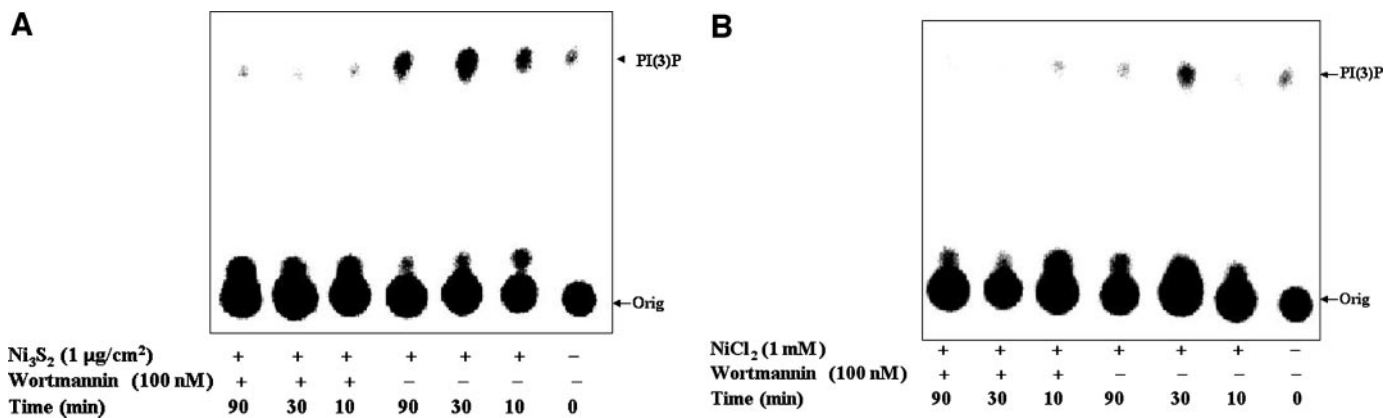 A
PI(3)P
Orig
Ni₃S₂ (1 µg/cm²) + + + + + + –
Wortmannin (100 nM) + + + – – – –
Time (min) 90 30 10 90 30 10 0
B
PI(3)P
Orig
NiCl₂ (1 mM) + + + + + + –
Wortmannin (100 nM) + + + – – – –
Time (min) 90 30 10 90 30 10 0